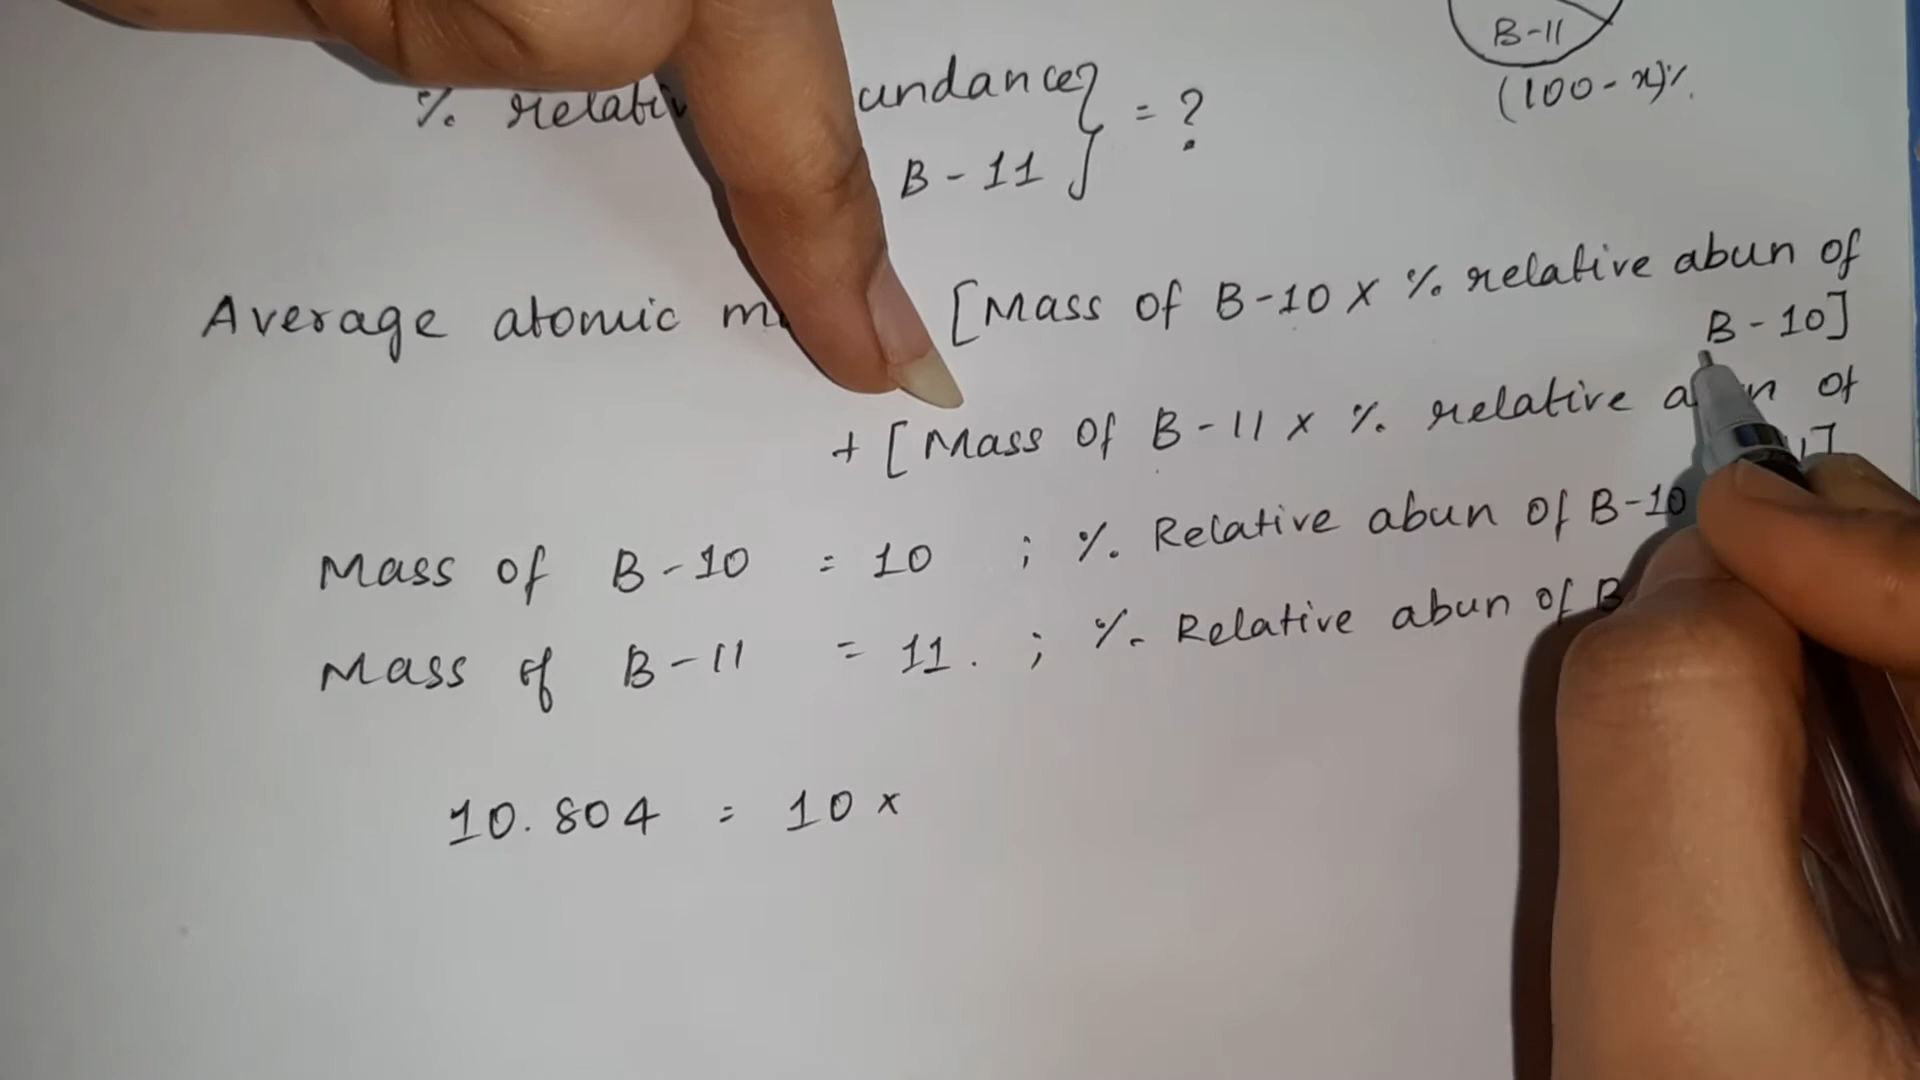 B-11
(100-x)%
% undance
B - 11 } = ?
Average atomic [Mass of B-10 x % relative abun of
B - 10]
+ [Mass of B-11 x % relative of
Mass of B-10 = 10 ; % Relative abun of B-10
Mass of B-11 = 11. ; % Relative abun of B
10.804 = 10 x